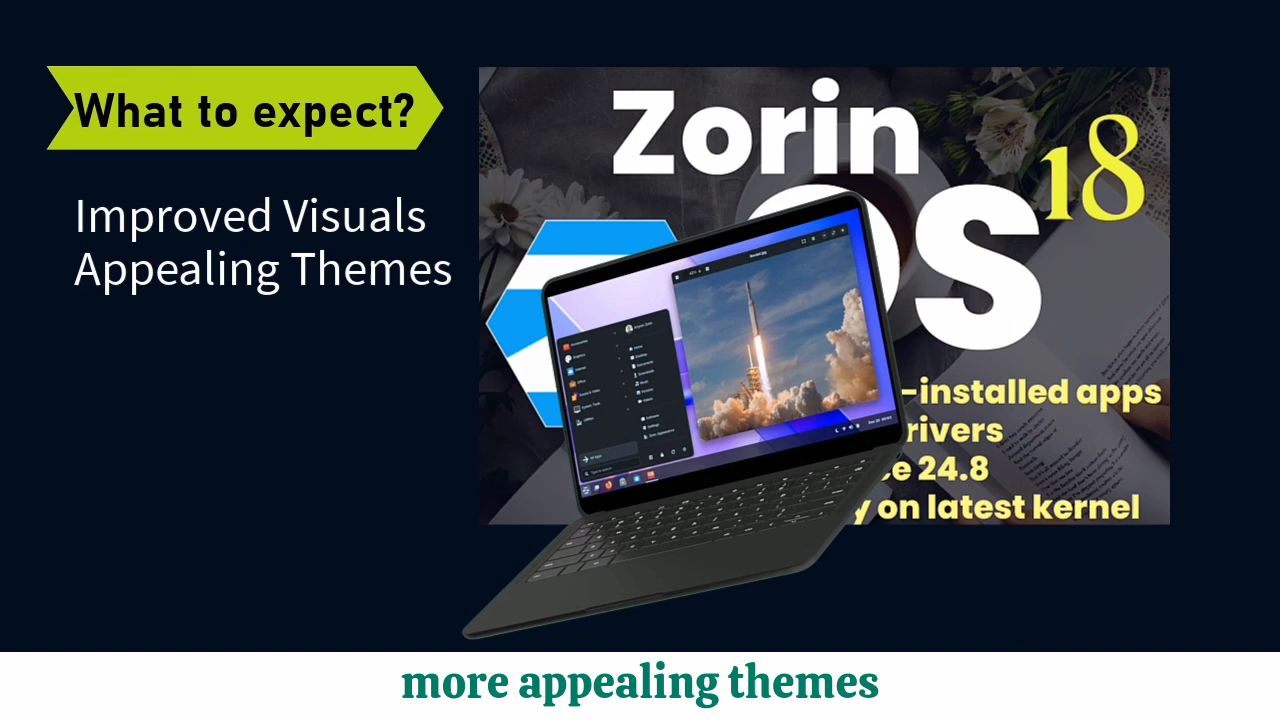 What to expect?
Improved Visuals
Appealing Themes
Zorin
OS
18
-installed apps
rivers
e 24.8
y on latest kernel
more appealing themes